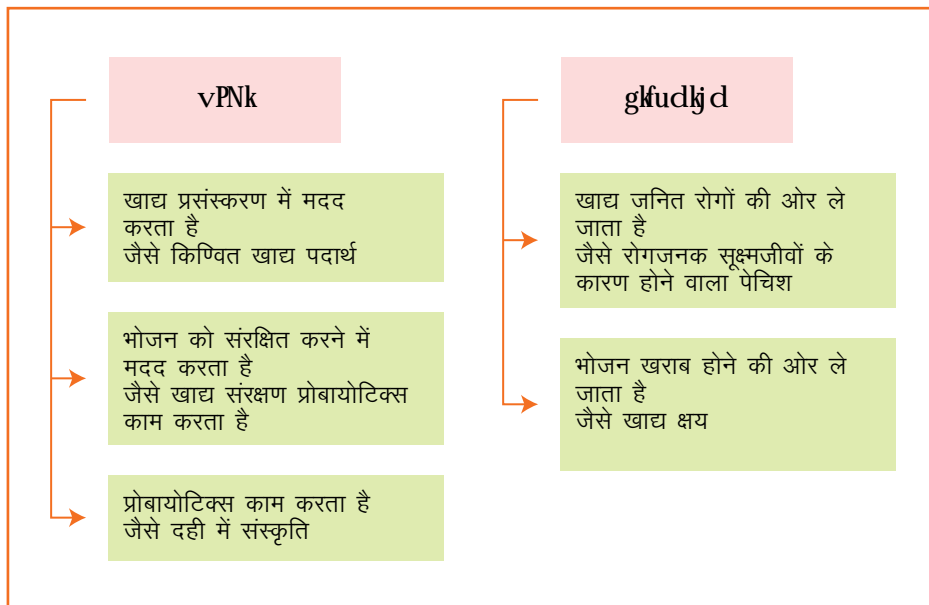 vPNk
खाद्य प्रसंस्करण में मदद
करता है
जैसे किण्वित खाद्य पदार्थ
भोजन को संरक्षित करने में
मदद करता है
जैसे खाद्य संरक्षण प्रोबायोटिक्स
काम करता है
प्रोबायोटिक्स काम करता है
जैसे दही में संस्कृति
gkfudkjd
खाद्य जनित रोगों की ओर ले
जाता है
जैसे रोगजनक सूक्ष्मजीवों के
कारण होने वाला पेचिश
भोजन खराब होने की ओर ले
जाता है
जैसे खाद्य क्षय